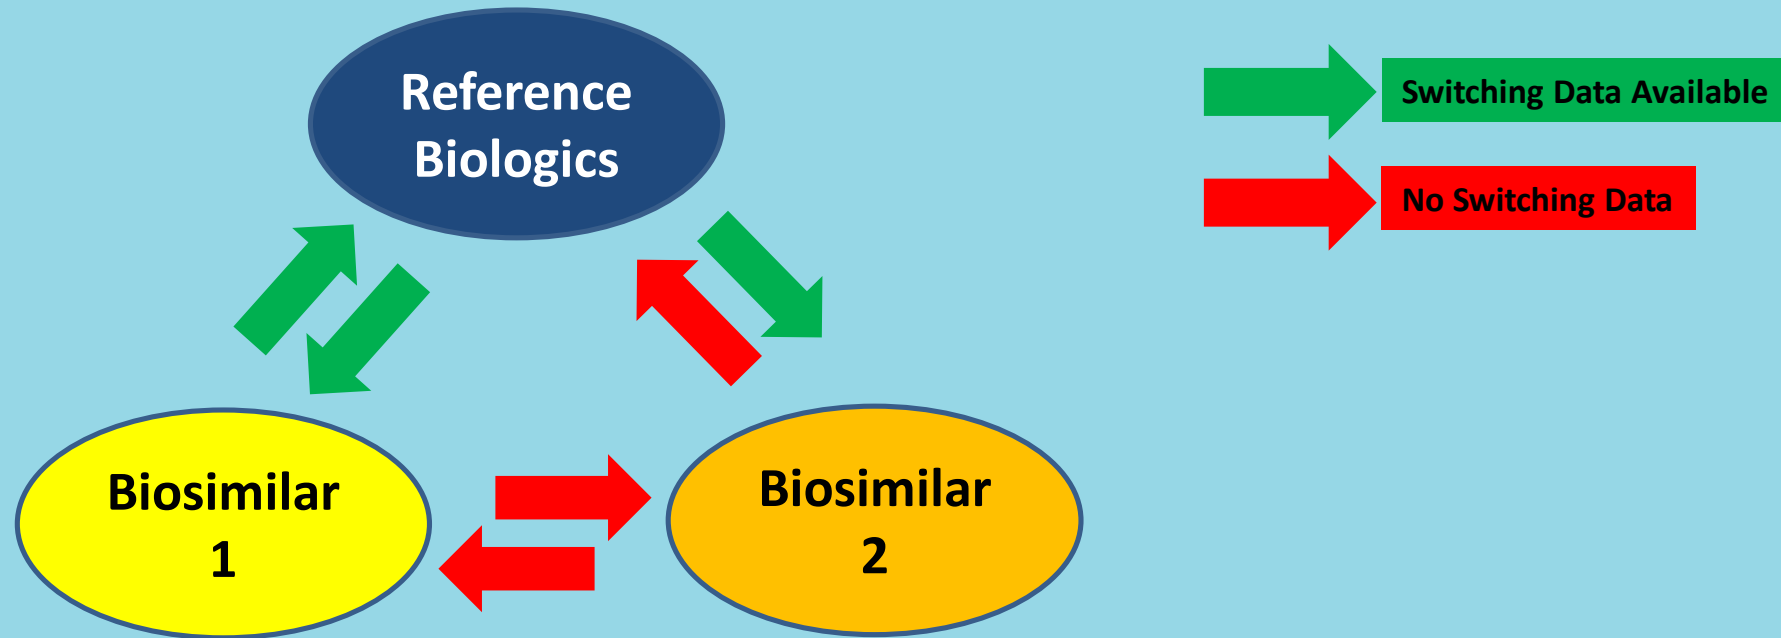 Reference
Biologics
Switching Data Available
No Switching Data
Biosimilar
1
Biosimilar
2